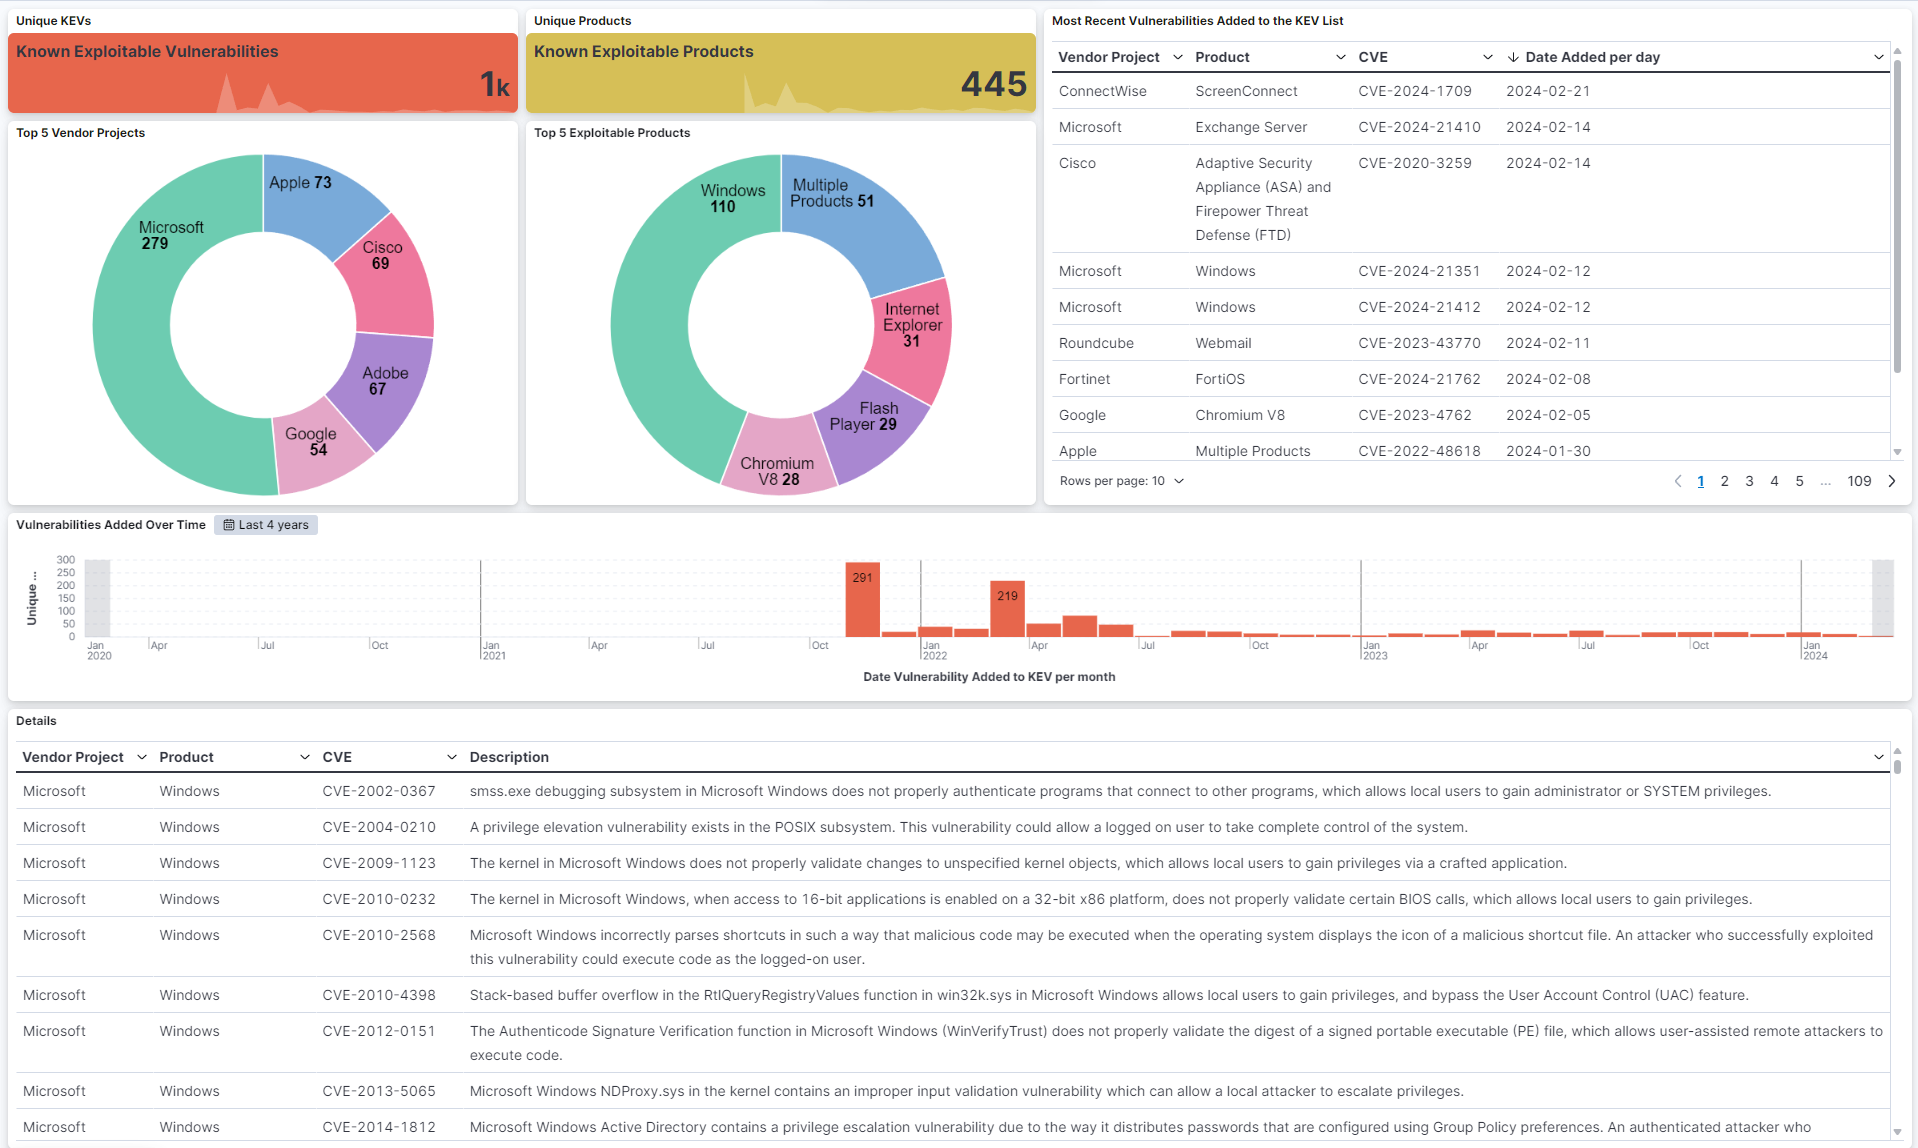 Unique KEVs
Known Exploitable Vulnerabilities
1k
Unique Products
Known Exploitable Products
445
Top 5 Vendor Projects
Apple 73
Cisco
69
Adobe
67
Google
54
Microsoft
279
Top 5 Exploitable Products
Multiple
Products 51
Internet
Explorer
31
Flash
Player 29
Chromium
V8 28
Windows
110
Most Recent Vulnerabilities Added to the KEV List
Vendor Project Product CVE Date Added per day
ConnectWise ScreenConnect CVE-2024-1709 2024-02-21
Microsoft Exchange Server CVE-2024-21410 2024-02-14
Cisco Adaptive Security CVE-2020-3259 2024-02-14
Appliance (ASA) and
Firepower Threat
Defense (FTD)
Microsoft Windows CVE-2024-21351 2024-02-12
Microsoft Windows CVE-2024-21412 2024-02-12
Roundcube Webmail CVE-2023-43770 2024-02-11
Fortinet FortiOS CVE-2024-21762 2024-02-08
Google Chromium V8 CVE-2023-4762 2024-02-05
Apple Multiple Products CVE-2022-48618 2024-01-30
Rows per page: 10
1 2 3 4 5 ... 109
Vulnerabilities Added Over Time Last 4 years
Unique ...
300
250
200
150
100
50
0
291
219
Jan Apr Jul Oct Jan Apr Jul Oct Jan Apr Jul Oct Jan Apr Jul Oct Jan
2020 2021 2022 2023 2024
Date Vulnerability Added to KEV per month
Details
Vendor Project Product CVE Description
Microsoft Windows CVE-2002-0367 smss.exe debugging subsystem in Microsoft Windows does not properly authenticate programs that connect to other programs, which allows local users to gain administrator or SYSTEM privileges.
Microsoft Windows CVE-2004-0210 A privilege elevation vulnerability exists in the POSIX subsystem. This vulnerability could allow a logged on user to take complete control of the system.
Microsoft Windows CVE-2009-1123 The kernel in Microsoft Windows does not properly validate changes to unspecified kernel objects, which allows local users to gain privileges via a crafted application.
Microsoft Windows CVE-2010-0232 The kernel in Microsoft Windows, when access to 16-bit applications is enabled on a 32-bit x86 platform, does not properly validate certain BIOS calls, which allows local users to gain privileges.
Microsoft Windows CVE-2010-2568 Microsoft Windows incorrectly parses shortcuts in such a way that malicious code may be executed when the operating system displays the icon of a malicious shortcut file. An attacker who successfully exploited
this vulnerability could execute code as the logged-on user.
Microsoft Windows CVE-2010-4398 Stack-based buffer overflow in the RtlQueryRegistryValues function in win32k.sys in Microsoft Windows allows local users to gain privileges, and bypass the User Account Control (UAC) feature.
Microsoft Windows CVE-2012-0151 The Authenticode Signature Verification function in Microsoft Windows (WinVerifyTrust) does not properly validate the digest of a signed portable executable (PE) file, which allows user-assisted remote attackers to
execute code.
Microsoft Windows CVE-2013-5065 Microsoft Windows NDProxy.sys in the kernel contains an improper input validation vulnerability which can allow a local attacker to escalate privileges.
Microsoft Windows CVE-2014-1812 Microsoft Windows Active Directory contains a privilege escalation vulnerability due to the way it distributes passwords that are configured using Group Policy preferences. An authenticated attacker who